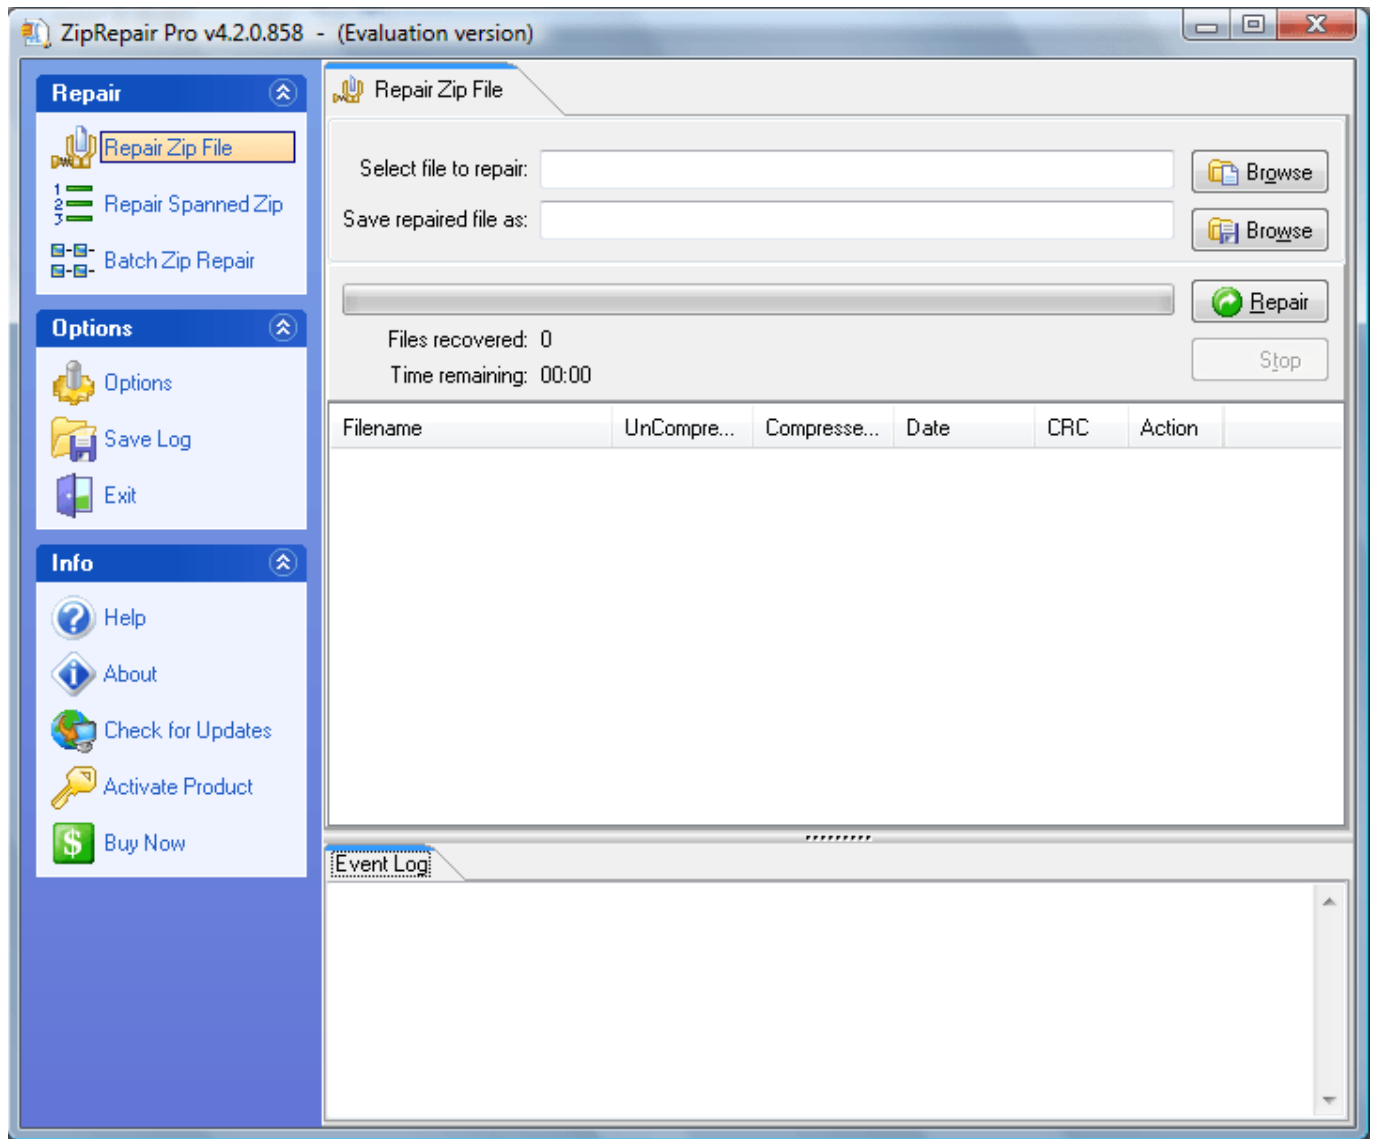 ZipRepair Pro v4.2.0.858 - (Evaluation version)
Repair
Repair Zip File
Repair Spanned Zip
Batch Zip Repair
Options
Options
Save Log
Exit
Info
Help
About
Check for Updates
Activate Product
Buy Now
Repair Zip File
Select file to repair:
Browse
Save repaired file as:
Browse
Repair
Files recovered: 0
Stop
Time remaining: 00:00
Filename UnCompre... Compresse... Date CRC Action
Event Log